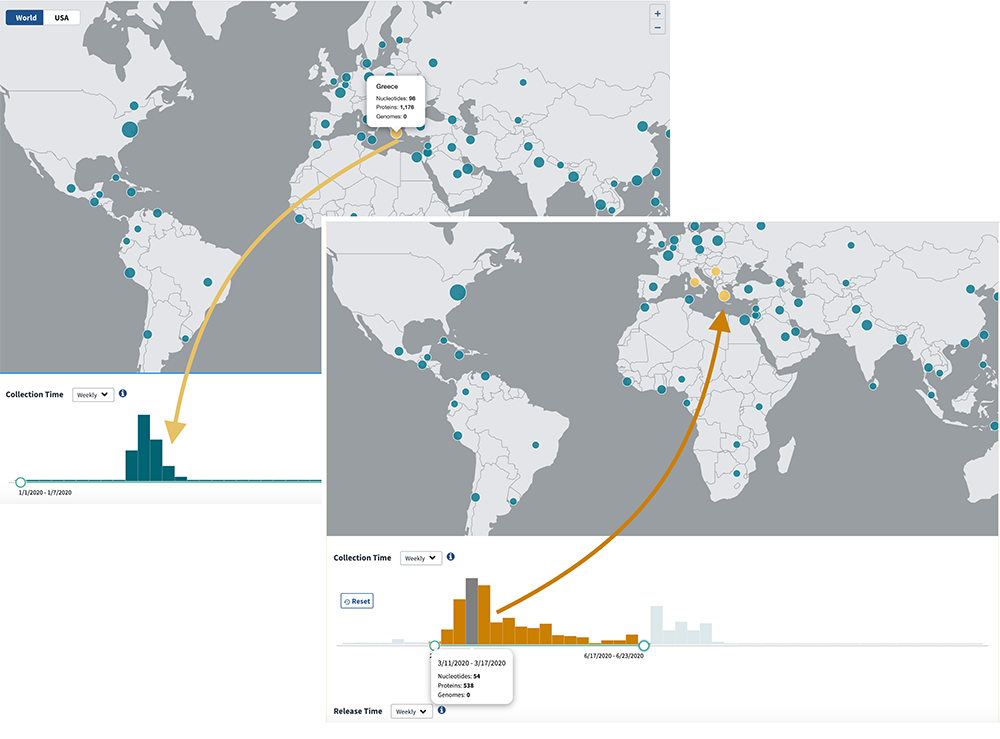 World USA
+
−
Greece
Nucleotides: 96
Proteins: 1,176
Genomes: 0
Collection Time Weekly i
1/1/2020 - 1/7/2020
Collection Time Weekly i
Reset
6/17/2020 - 6/23/2020
3/11/2020 - 3/17/2020
Nucleotides: 54
Proteins: 538
Genomes: 0
Release Time Weekly i